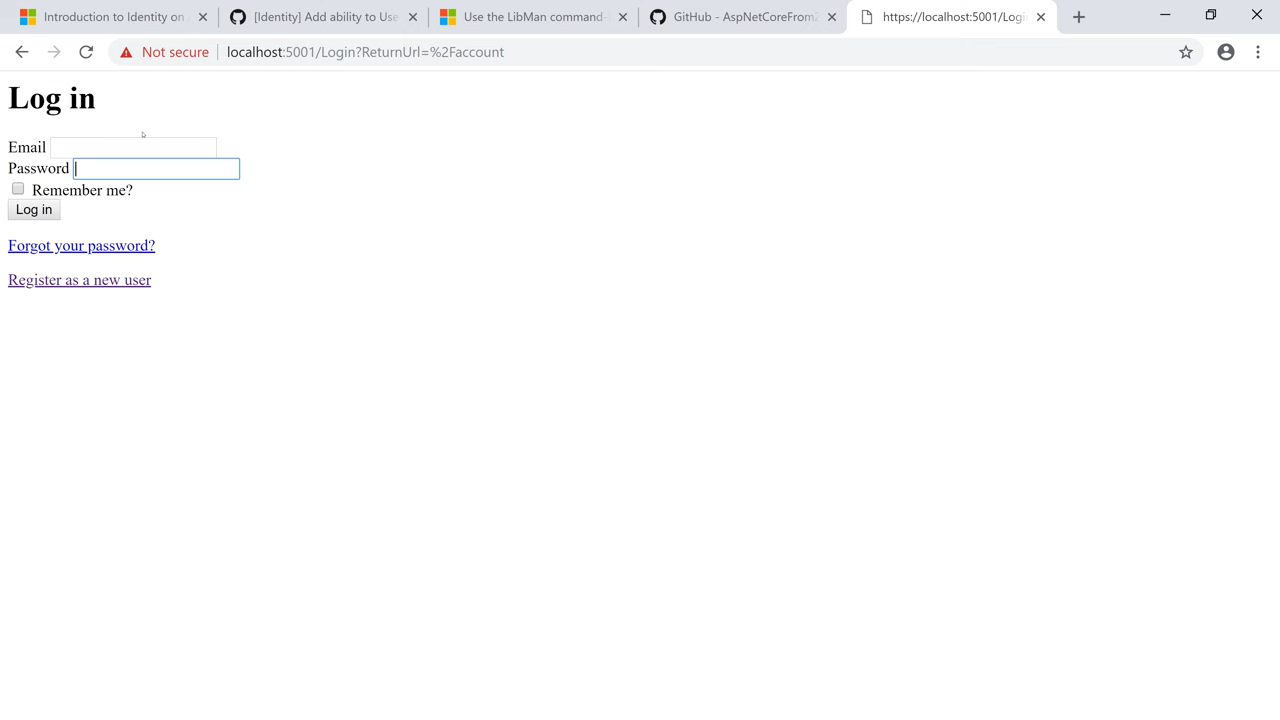 Introduction to Identity on
[Identity] Add ability to Use
Use the LibMan command-
GitHub - AspNetCoreFrom
https://localhost:5001/Logi
Not secure
localhost:5001/Login?ReturnUrl=%2Faccount
Log in
Email
Password
Remember me?
Log in
Forgot your password?
Register as a new user